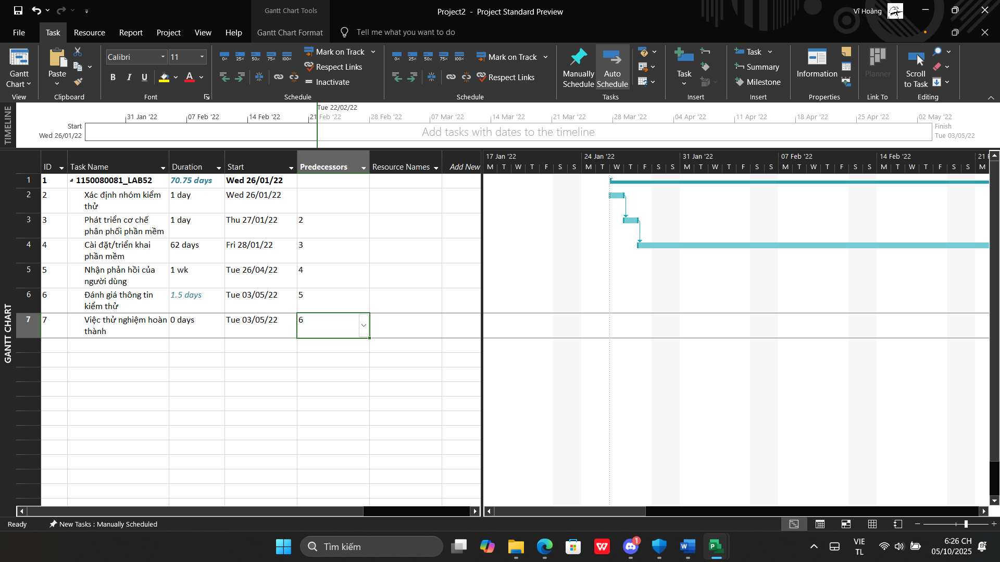 Gantt Chart Tools
Project2 - Project Standard Preview
Vĩ Hoàng
File Task Resource Report Project View Help Gantt Chart Format Tell me what you want to do
Gantt Chart
View
Paste
Clipboard
Calibri 11
B I U A
Font
0% 25% 50% 75% 100%
Mark on Track
Respect Links
Inactivate
Schedule
0% 25% 50% 75% 100%
Mark on Track
Respect Links
Schedule
Manually Schedule
Auto Schedule
Tasks
Task
Insert
Task
Summary
Milestone
Insert
Information
Properties
Planner
Link To
Scroll to Task
Editing
TIMELINE
Tue 22/02/22
31 Jan '22 07 Feb '22 14 Feb '22 21 Feb '22 28 Feb '22 07 Mar '22 14 Mar '22 21 Mar '22 28 Mar '22 04 Apr '22 11 Apr '22 18 Apr '22 25 Apr '22 02 May '22
Start
Wed 26/01/22
Add tasks with dates to the timeline
Finish
Tue 03/05/22
GANTT CHART
ID Task Name Duration Start Predecessors Resource Names Add New
17 Jan '22 24 Jan '22 31 Jan '22 07 Feb '22 14 Feb '22 21 F
M T W T F S S M T W T F S S M T W T F S S M T W T F S S M T W T F S S M
1 1 1150080081_LAB52 70.75 days Wed 26/01/22
2 2 Xác định nhóm kiểm thử 1 day Wed 26/01/22
3 3 Phát triển cơ chế phân phối phần mềm 1 day Thu 27/01/22 2
4 4 Cài đặt/triển khai phần mềm 62 days Fri 28/01/22 3
5 5 Nhận phản hồi của người dùng 1 wk Tue 26/04/22 4
6 6 Đánh giá thông tin kiểm thử 1.5 days Tue 03/05/22 5
7 7 Việc thử nghiệm hoàn thành 0 days Tue 03/05/22 6
Ready New Tasks : Manually Scheduled
Tìm kiếm
1
VIE
TL
6:26 CH
05/10/2025